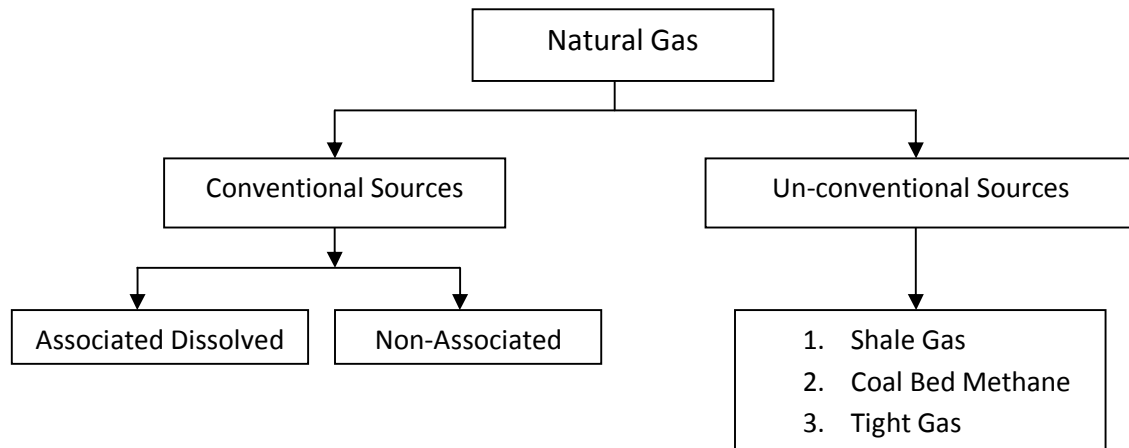 Natural Gas
Conventional Sources
Un-conventional Sources
Associated Dissolved
Non-Associated
1. Shale Gas
2. Coal Bed Methane
3. Tight Gas